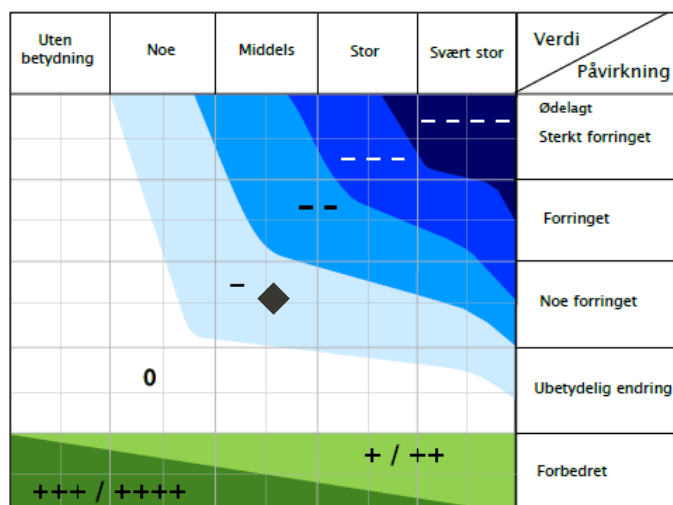 Uten
betydning
Noe
Middels
Stor
Svært stor
Verdi
Påvirkning
Ødelagt
Sterkt forringet
– – – –
– – –
– –
Forringet
–
Noe forringet
0
Ubetydelig endring
+ / ++
Forbedret
+++ / ++++